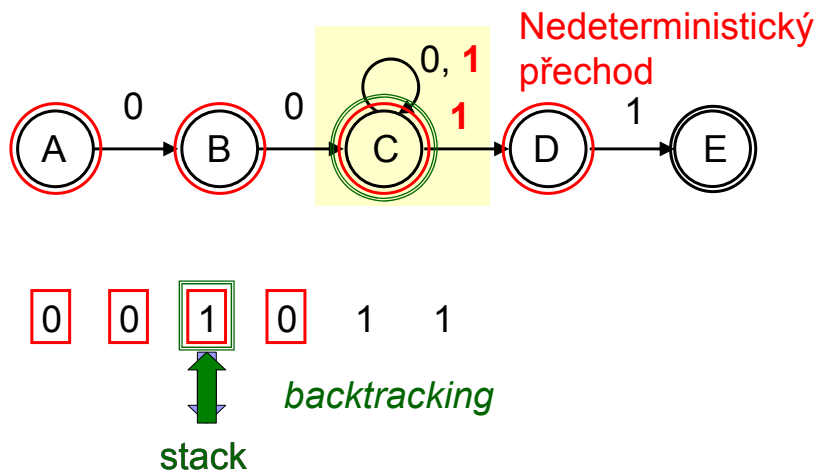 Nedeterministický
přechod
0 0 0, 1 1 1
A B C D E
0 0 1 0 1 1
backtracking
stack